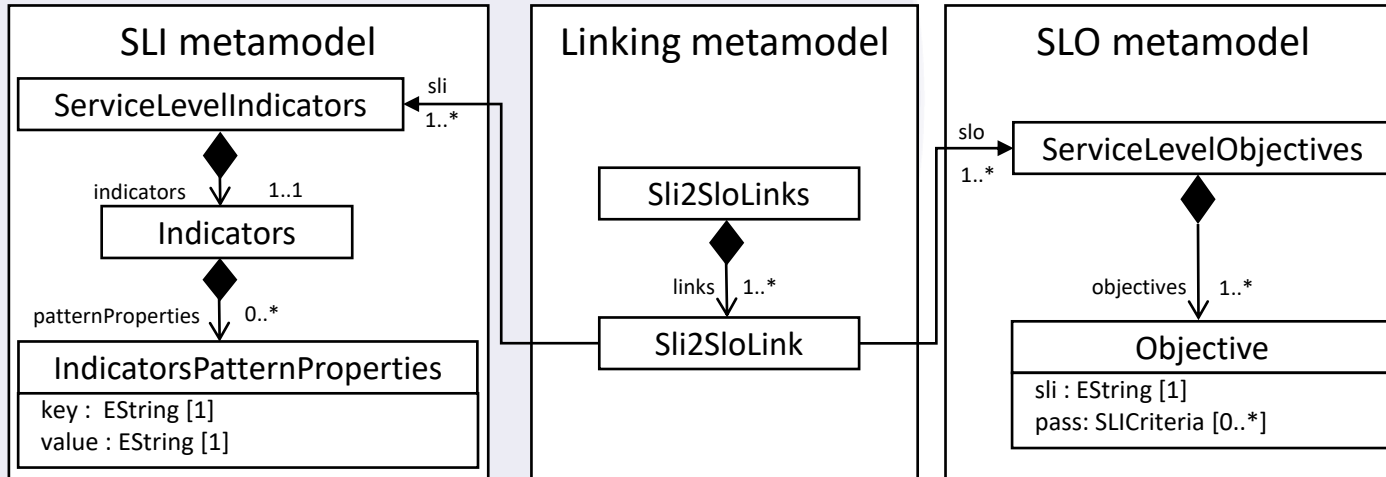 SLI metamodel
ServiceLevelIndicators
indicators
1..1
Indicators
patternProperties
0..*
IndicatorsPatternProperties
key : EString [1]
value : EString [1]
sli
1..*
Linking metamodel
Sli2SloLinks
links
1..*
Sli2SloLink
slo
1..*
SLO metamodel
ServiceLevelObjectives
objectives
1..*
Objective
sli : EString [1]
pass: SLICriteria [0..*]